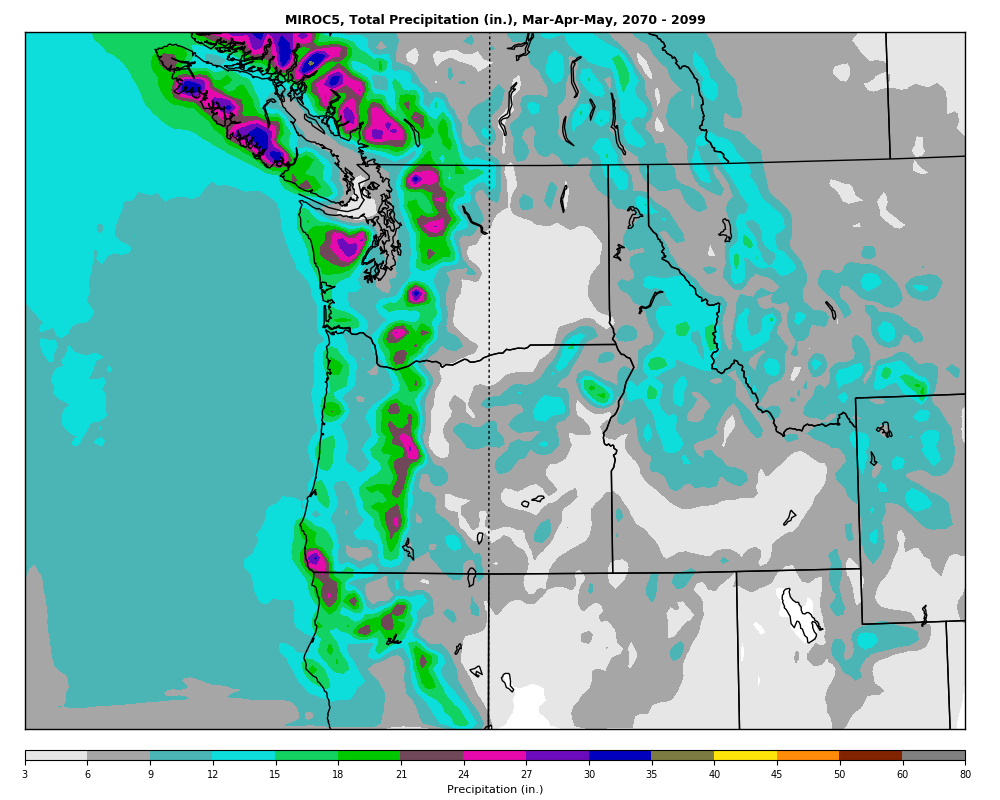 MIROC5, Total Precipitation (in.), Mar-Apr-May, 2070 - 2099
3 6 9 12 15 18 21 24 27 30 35 40 45 50 60 80
Precipitation (in.)